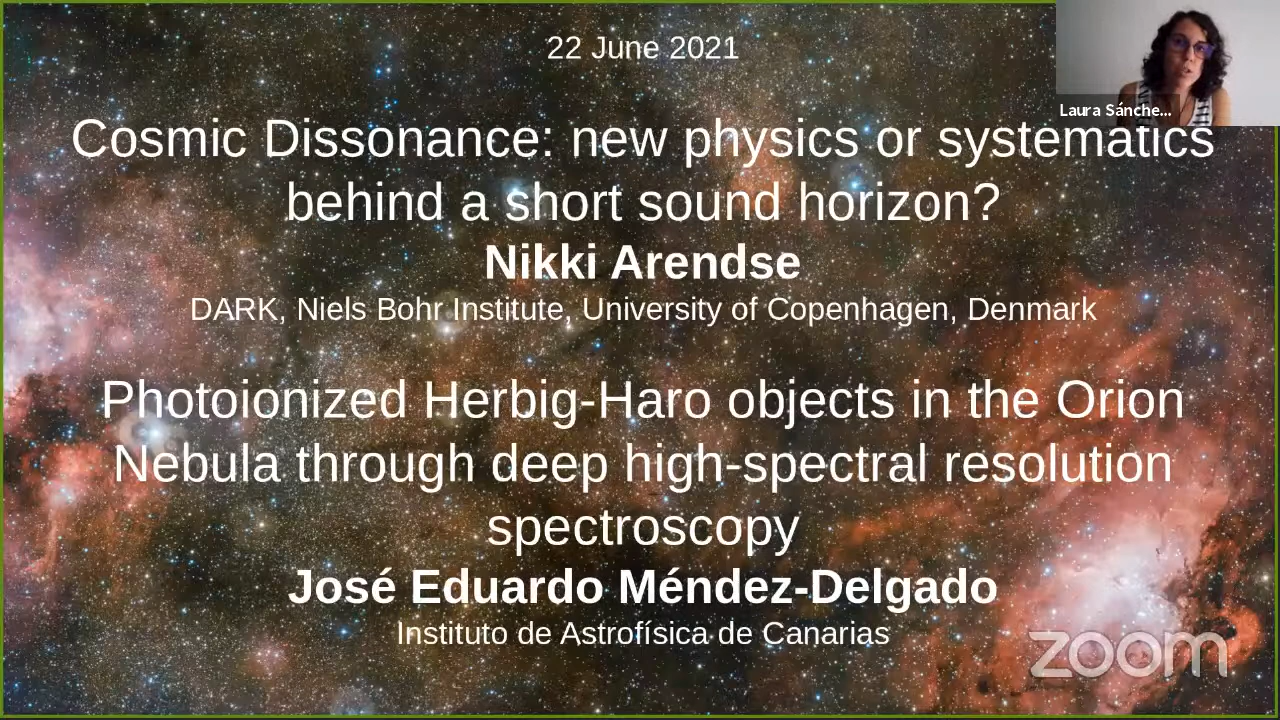 22 June 2021
Laura Sánche...
Cosmic Dissonance: new physics or systematics
behind a short sound horizon?
Nikki Arendse
DARK, Niels Bohr Institute, University of Copenhagen, Denmark
Photoionized Herbig-Haro objects in the Orion
Nebula through deep high-spectral resolution
spectroscopy
José Eduardo Méndez-Delgado
Instituto de Astrofísica de Canarias
zoom